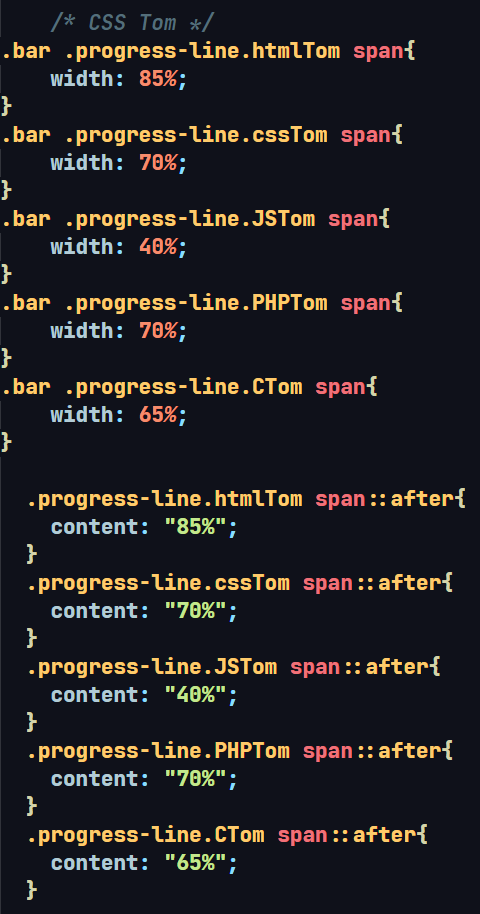 /* CSS Tom */
.bar .progress-line.htmlTom span{
width: 85%;
}
.bar .progress-line.cssTom span{
width: 70%;
}
.bar .progress-line.JSTom span{
width: 40%;
}
.bar .progress-line.PHPTom span{
width: 70%;
}
.bar .progress-line.CTom span{
width: 65%;
}
.progress-line.htmlTom span::after{
content: "85%";
}
.progress-line.cssTom span::after{
content: "70%";
}
.progress-line.JSTom span::after{
content: "40%";
}
.progress-line.PHPTom span::after{
content: "70%";
}
.progress-line.CTom span::after{
content: "65%";
}